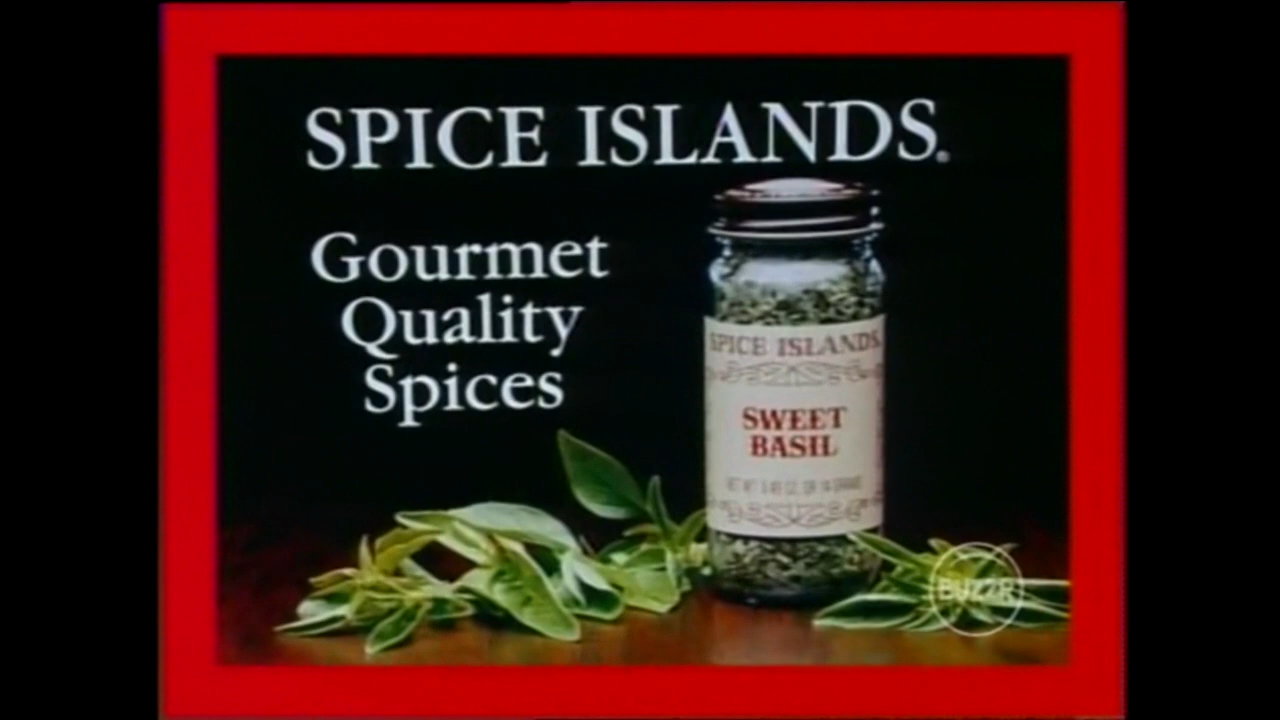 SPICE ISLANDS®
Gourmet
Quality
Spices
SPICE ISLANDS
SWEET
BASIL
BUZZR